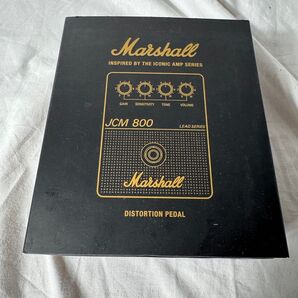 Marshall
INSPIRED BY THE ICONIC AMP SERIES
GAIN SENSITIVITY TONE VOLUME
JCM 800
LEAD SERIES
Marshall
DISTORTION PEDAL